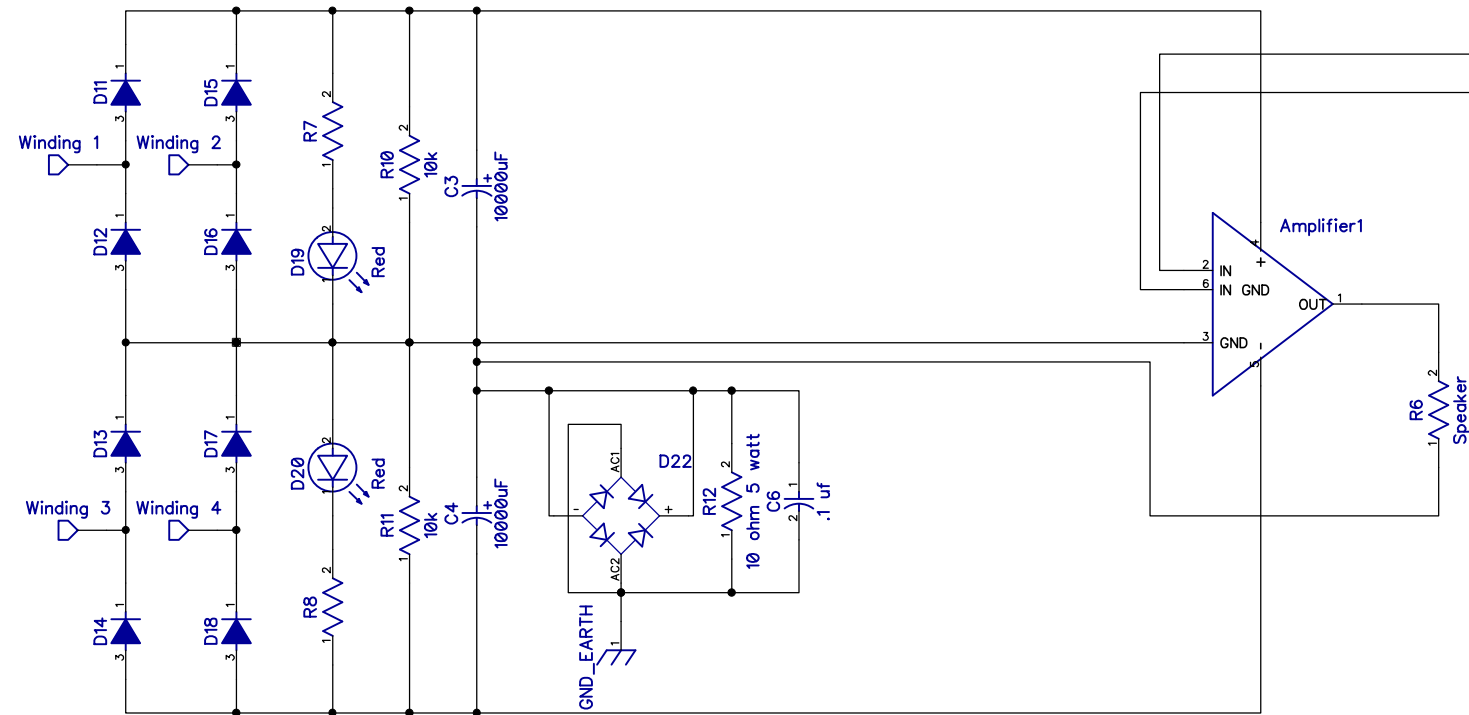 D11
1
3
D15
1
3
Winding 1
Winding 2
D12
1
3
D16
1
3
R7
2
1
R10
10k
2
1
C3
+
10000uF
D19
2
1
Red
Amplifier1
4
+
2
IN
6
IN GND
OUT
1
3
GND
-
5
D13
1
3
D17
1
3
Winding 3
Winding 4
D14
1
3
D18
1
3
D20
2
1
Red
R8
2
1
R11
10k
2
1
C4
+
10000uF
AC1
D22
-
+
AC2
R12
10 ohm 5 watt
2
1
C6
.1 uf
1
2
GND_EARTH
1
R6
Speaker
2
1